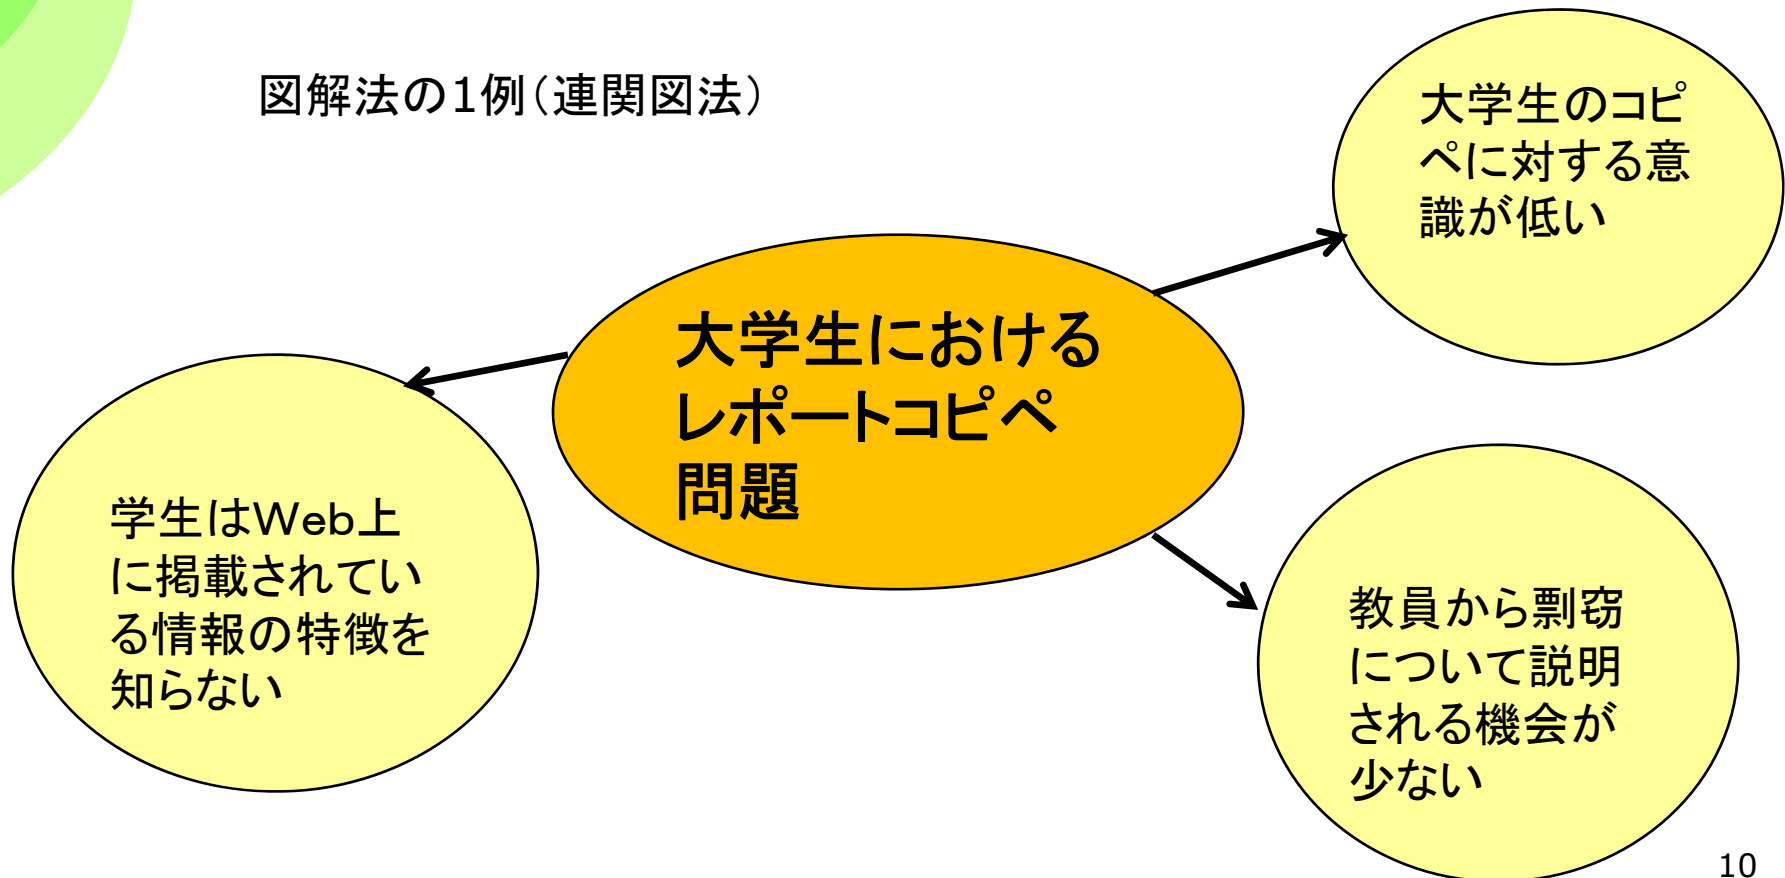 図解法の1例（連関図法）
大学生のコピ
ペに対する意
識が低い
大学生における
レポートコピペ
問題
学生はWeb上
に掲載されてい
る情報の特徴を
知らない
教員から剽窃
について説明
される機会が
少ない
10